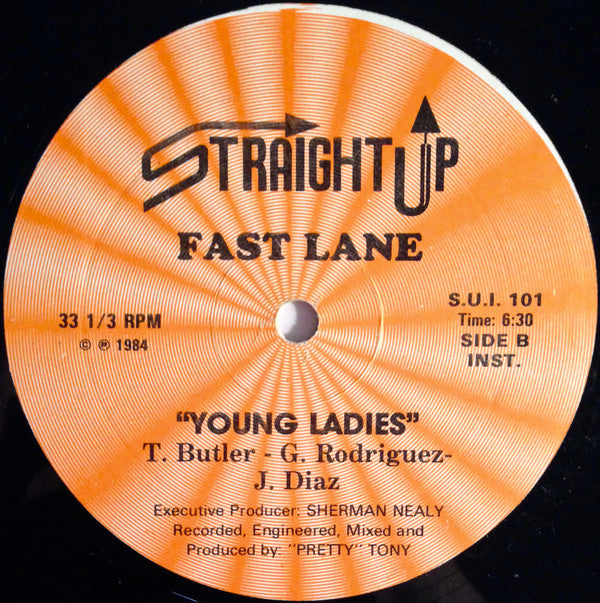 STRAIGHT UP
FAST LANE
33 1/3 RPM
© ℗ 1984
S.U.I. 101
Time: 6:30
SIDE B
INST.
"YOUNG LADIES"
T. Butler - G. Rodriguez-
J. Diaz
Executive Producer: SHERMAN NEALY
Recorded, Engineered, Mixed and
Produced by: "PRETTY" TONY